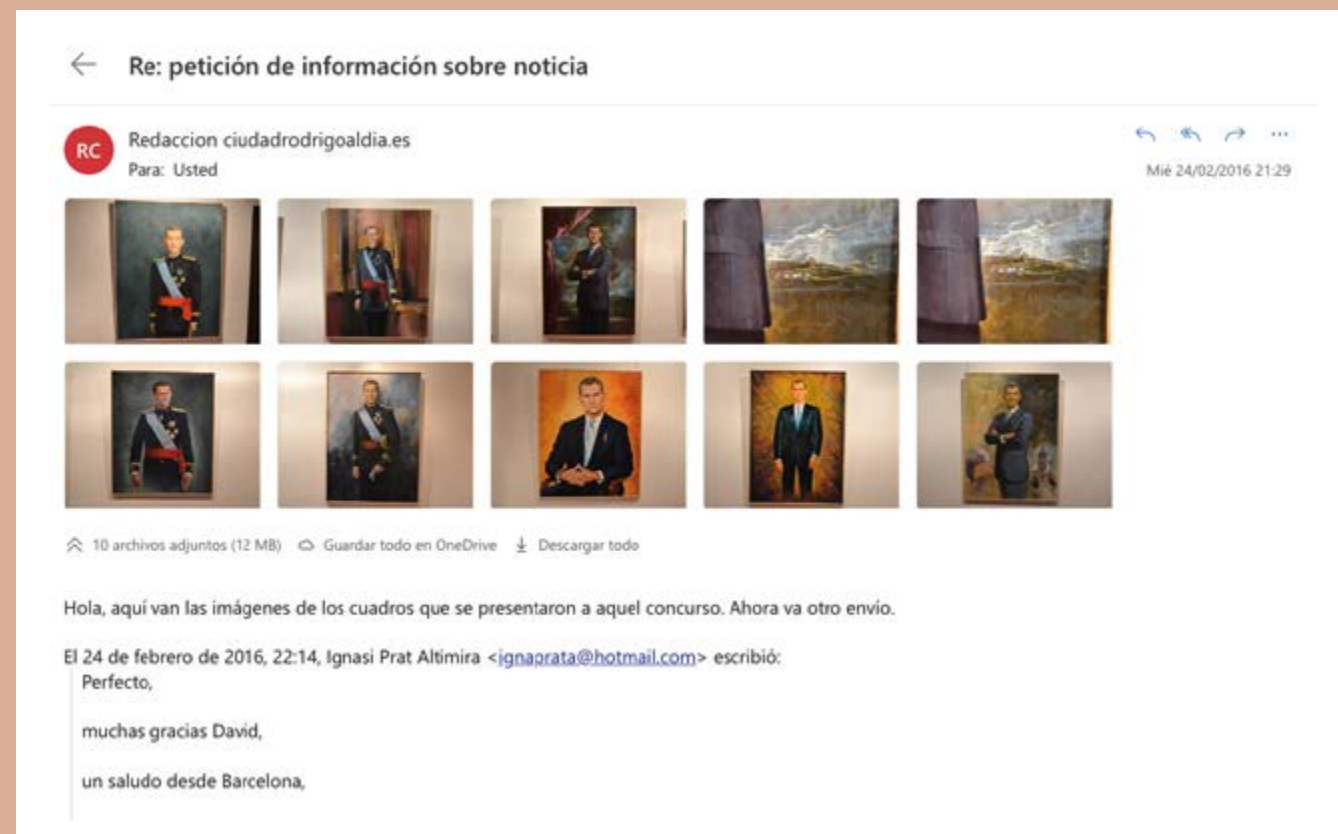 Re: petición de información sobre noticia
RC
Redaccion ciudadrodrigoaldia.es
Para: Usted
Mié 24/02/2016 21:29
10 archivos adjuntos (12 MB) Guardar todo en OneDrive Descargar todo
Hola, aquí van las imágenes de los cuadros que se presentaron a aquel concurso. Ahora va otro envío.
El 24 de febrero de 2016, 22:14, Ignasi Prat Altimira <ignaprata@hotmail.com> escribió:
Perfecto,
muchas gracias David,
un saludo desde Barcelona,